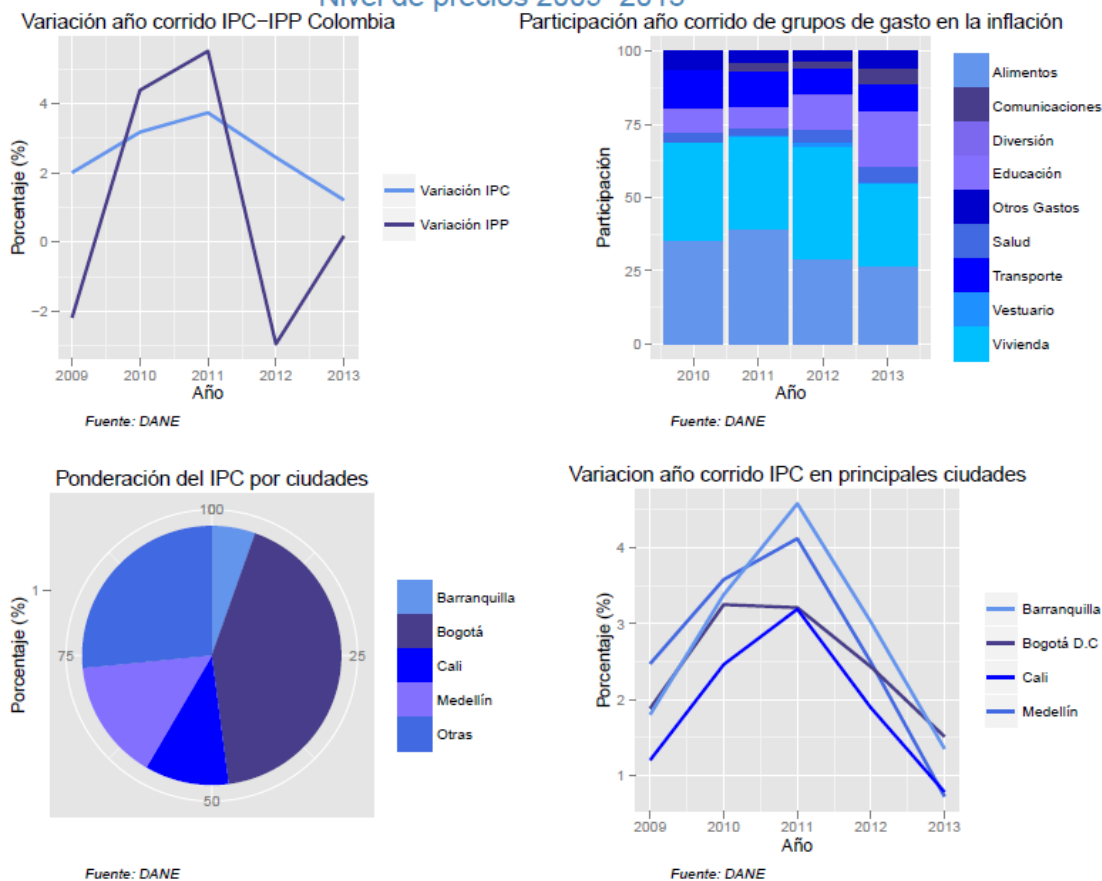 Nivel de precios 2009-2013
Variación año corrido IPC-IPP Colombia
Porcentaje (%)
4
2
0
-2
2009 2010 2011 2012 2013
Año
Variación IPC
Variación IPP
Fuente: DANE
Participación año corrido de grupos de gasto en la inflación
Participación
100
75
50
25
0
2010 2011 2012 2013
Año
Alimentos
Comunicaciones
Diversión
Educación
Otros Gastos
Salud
Transporte
Vestuario
Vivienda
Fuente: DANE
Ponderación del IPC por ciudades
Porcentaje (%)
1
100
75
25
50
Barranquilla
Bogotá
Cali
Medellín
Otras
Fuente: DANE
Variacion año corrido IPC en principales ciudades
Porcentaje (%)
4
3
2
1
2009 2010 2011 2012 2013
Año
Barranquilla
Bogotá D.C
Cali
Medellín
Fuente: DANE